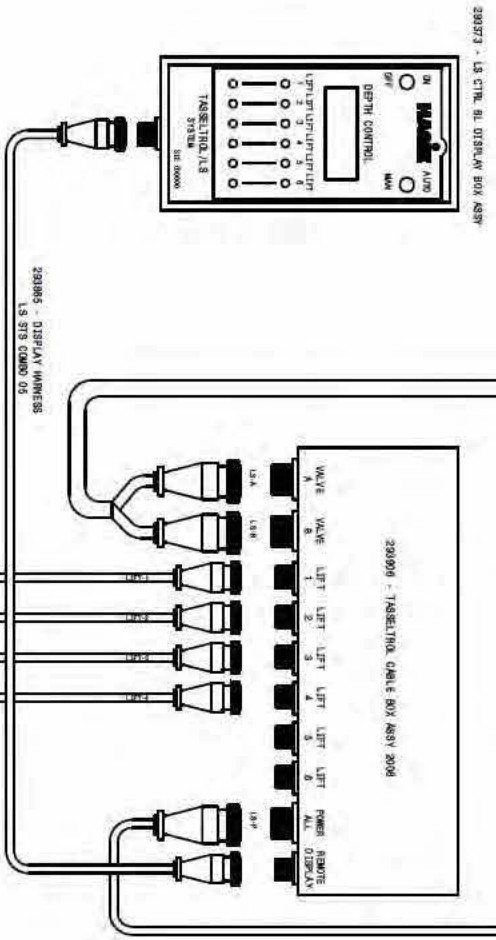 293373 - LS CTRL 6L DISPLAY BOX ASSY
ON
OFF
HAGIE
AUTO
MAN
DEPTH CONTROL
LIFT LIFT LIFT LIFT LIFT LIFT
1 2 3 4 5 6
TASSELTROL/LS
SYSTEM
293865 - DISPLAY HARNESS
LS STS COMBO 05
293906 - TASSELTROL CABLE BOX ASSY 2006
VALVE
A
VALVE
B
LIFT
1
LIFT
2
LIFT
3
LIFT
4
LIFT
5
LIFT
6
POWER
ALL
REMOTE
DISPLAY
LS-A
LS-B
LS-P
LIFT-1
LIFT-2
LIFT-3
LIFT-4